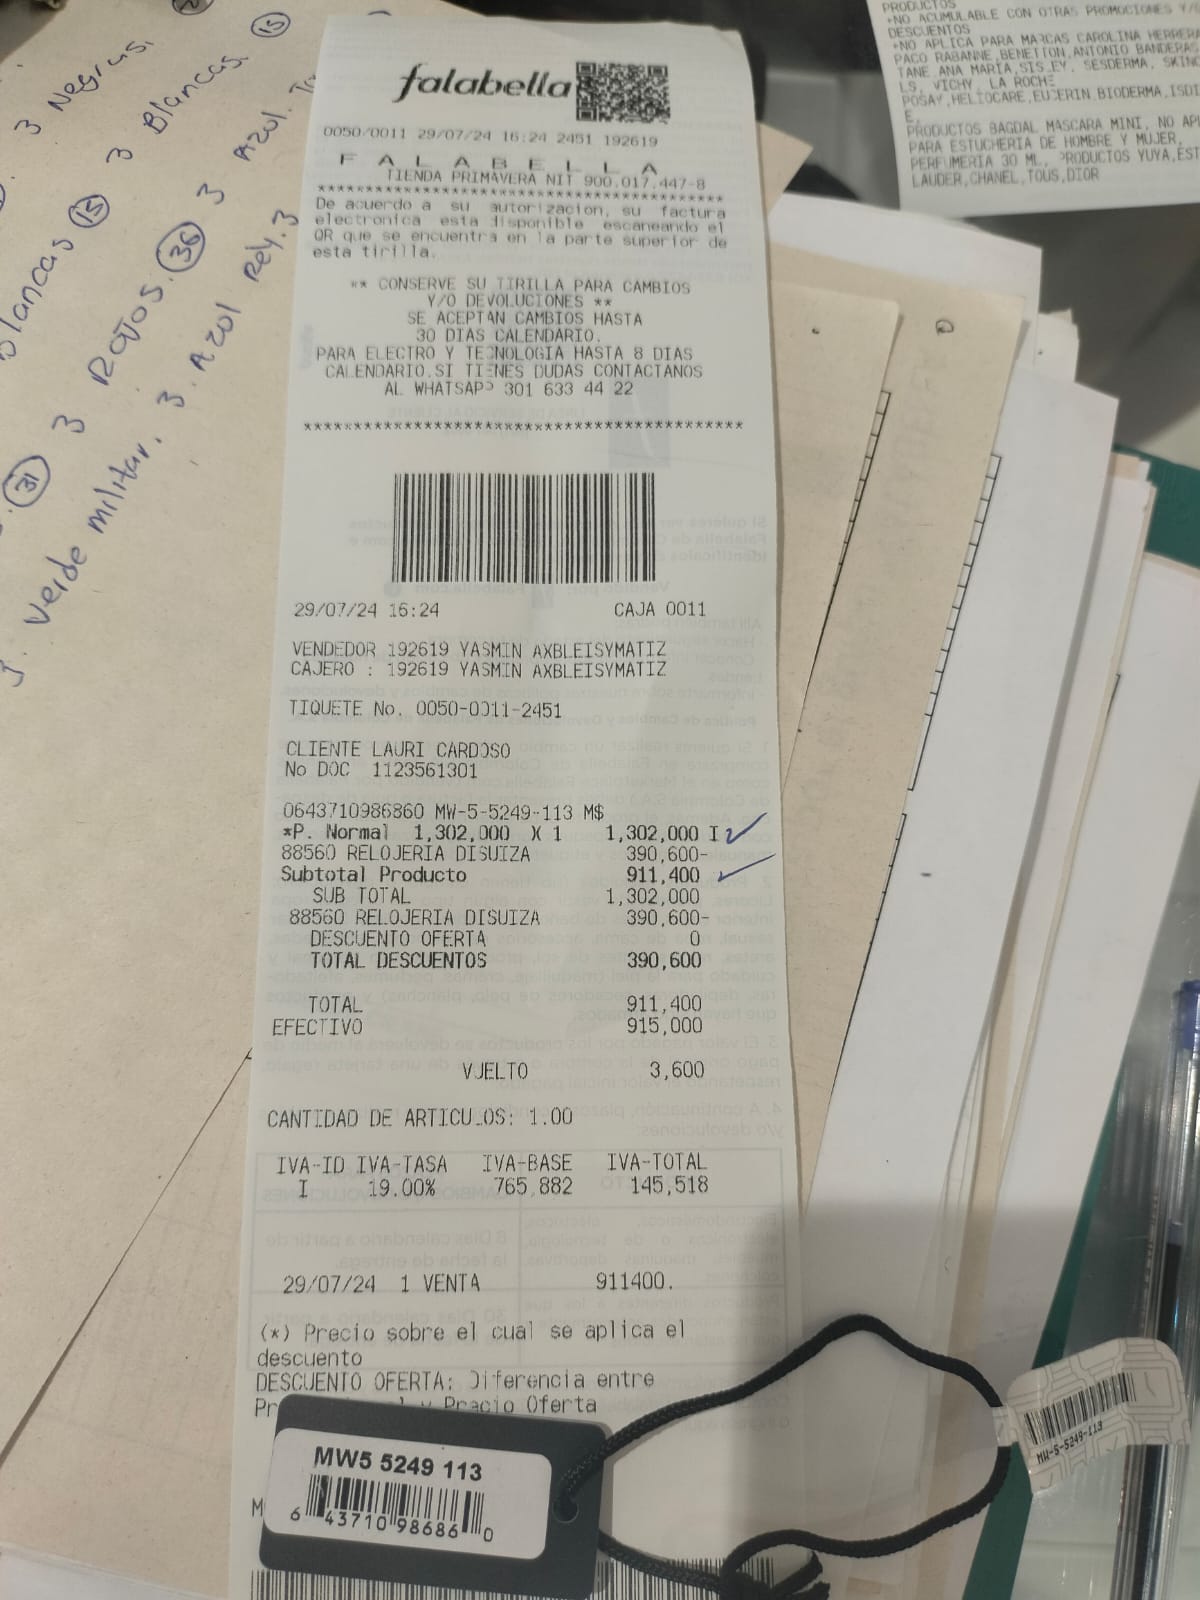 falabella
0050/0011 29/07/24 16:24 2451 192619
F A L A B E L L A
TIENDA PRIMAVERA NIT 900.017.447-8
******************************************
De acuerdo a su autorizacion, su factura
electronica esta disponible escaneando el
QR que se encuentra en la parte superior de
esta tirilla.
** CONSERVE SU TIRILLA PARA CAMBIOS
Y/O DEVOLUCIONES **
SE ACEPTAN CAMBIOS HASTA
30 DIAS CALENDARIO.
PARA ELECTRO Y TECNOLOGIA HASTA 8 DIAS
CALENDARIO.SI TIENES DUDAS CONTACTANOS
AL WHATSAPP 301 633 44 22
******************************************
29/07/24 16:24 CAJA 0011
VENDEDOR 192619 YASMIN AXBLEISYMATIZ
CAJERO : 192619 YASMIN AXBLEISYMATIZ
TIQUETE No. 0050-0011-2451
CLIENTE LAURI CARDOSO
No DOC 1123561301
0643710986860 MW-5-5249-113 M$
*P. Normal 1,302,000 X 1 1,302,000 I
88560 RELOJERIA DISUIZA 390,600-
Subtotal Producto 911,400
SUB TOTAL 1,302,000
88560 RELOJERIA DISUIZA 390,600-
DESCUENTO OFERTA 0
TOTAL DESCUENTOS 390,600
TOTAL 911,400
EFECTIVO 915,000
VUELTO 3,600
CANTIDAD DE ARTICULOS: 1.00
IVA-ID IVA-TASA IVA-BASE IVA-TOTAL
I 19.00% 765,882 145,518
29/07/24 1 VENTA 911400.
(*) Precio sobre el cual se aplica el
descuento
DESCUENTO OFERTA: Diferencia entre
y Precio Oferta
MW5 5249 113
6 43710 98686 0
MW-5-5249-113
PRODUCTOS
*NO ACUMULABLE CON OTRAS PROMOCIONES Y/O
DESCUENTOS
*NO APLICA PARA MARCAS CAROLINA HERRERA
PACO RABANNE,BENETTON,ANTONIO BANDERAS
TANE,ANA MARIA,SISLEY, SESDERMA, SKINC
LS, VICHY, LA ROCHE
POSAY,HELIOCARE,EUCERIN,BIODERMA,ISDI
E,
PRODUCTOS BAGDAL MASCARA MINI, NO APL
PARA ESTUCHERIA DE HOMBRE Y MUJER,
PERFUMERIA 30 ML, PRODUCTOS YUYA,EST
LAUDER,CHANEL,TOUS,DIOR
3 Negras.
Blancas 15 3 Blancas. 15
31 3 Rojos. 36 3 Azul.
3. Verde militar. 3. Azul Rey. 3